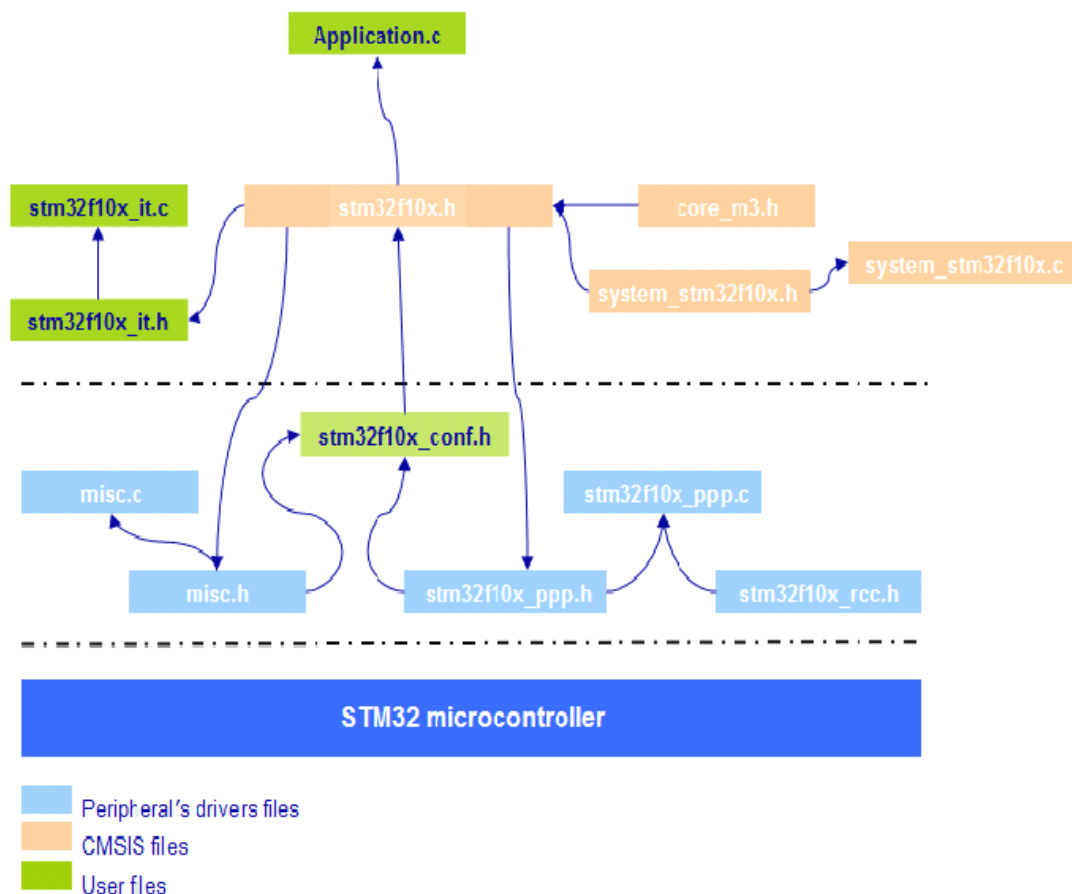 Application.c
stm32f10x_it.c
stm32f10x.h
core_m3.h
system_stm32f10x.c
system_stm32f10x.h
stm32f10x_it.h
stm32f10x_conf.h
misc.c
stm32f10x_ppp.c
misc.h
stm32f10x_ppp.h
stm32f10x_rcc.h
STM32 microcontroller
Peripheral's drivers files
CMSIS files
User files